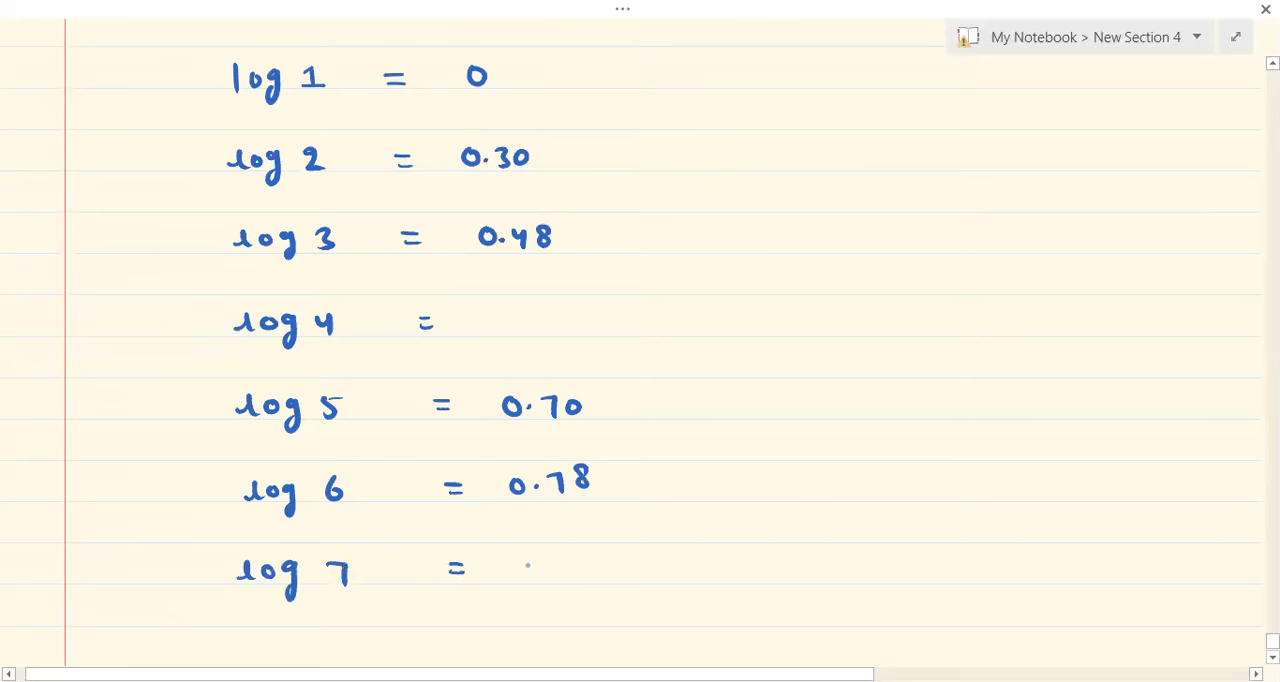 ...
My Notebook > New Section 4
log 1 = 0
log 2 = 0.30
log 3 = 0.48
log 4 =
log 5 = 0.70
log 6 = 0.78
log 7 =